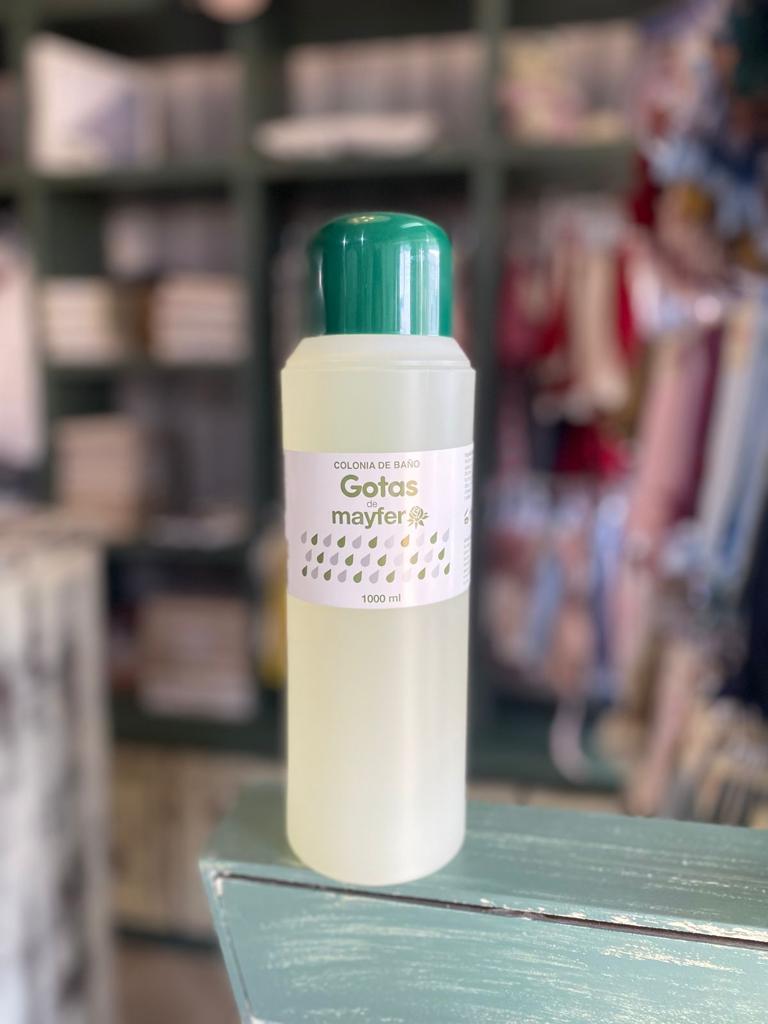 COLONIA DE BAÑO
Gotas
de
mayfer
1000 ml